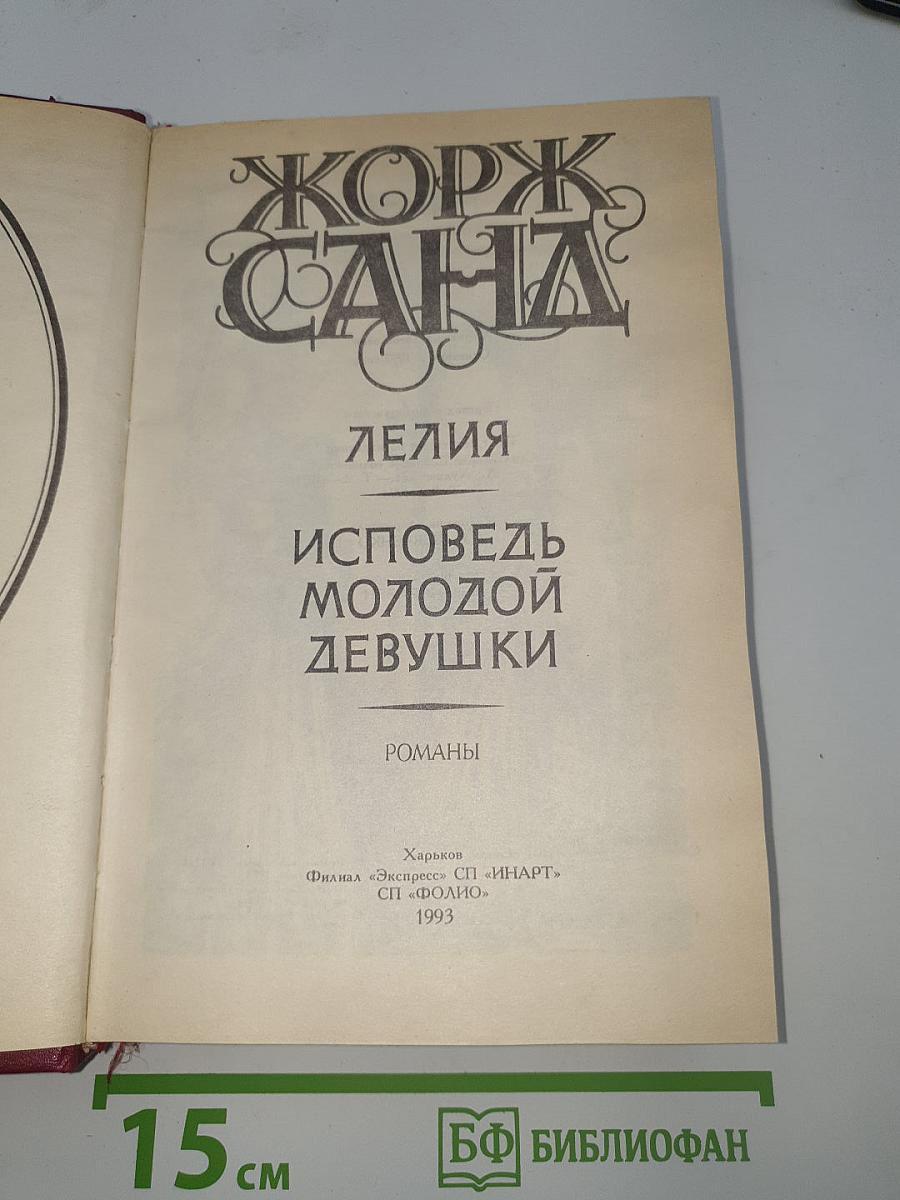 ЖОРЖ
САНД
ЛЕЛИЯ
ИСПОВЕДЬ
МОЛОДОЙ
ДЕВУШКИ
РОМАНЫ
Харьков
Филиал «Экспресс» СП «ИНАРТ»
СП «ФОЛИО»
1993
15 см
БФ БИБЛИОФАН